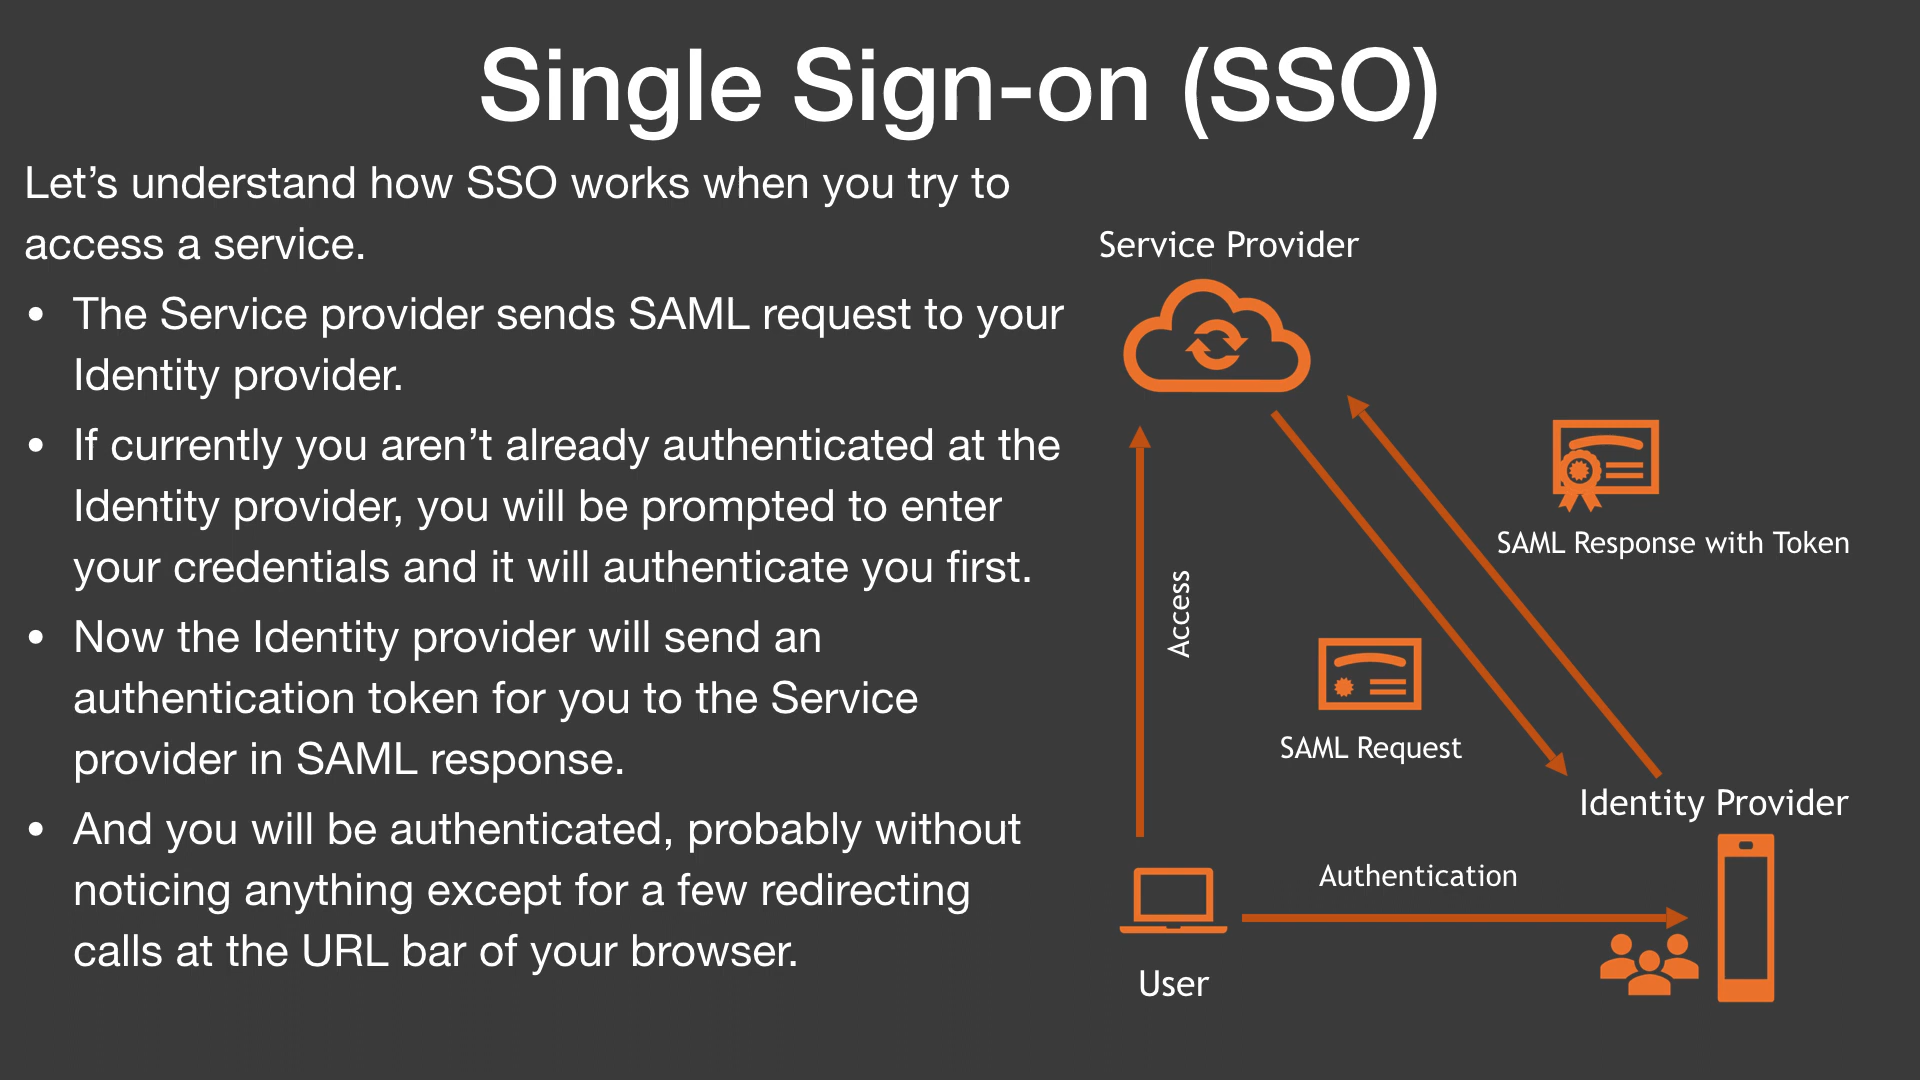 Single Sign-on (SSO)
Let’s understand how SSO works when you try to
access a service.
• The Service provider sends SAML request to your
Identity provider.
• If currently you aren’t already authenticated at the
Identity provider, you will be prompted to enter
your credentials and it will authenticate you first.
• Now the Identity provider will send an
authentication token for you to the Service
provider in SAML response.
• And you will be authenticated, probably without
noticing anything except for a few redirecting
calls at the URL bar of your browser.
Service Provider
SAML Response with Token
Access
SAML Request
Identity Provider
Authentication
User